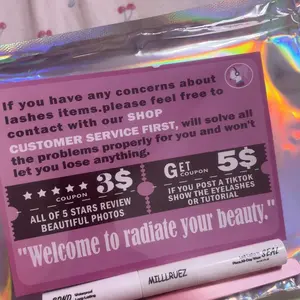 If you have any concerns about
lashes items.please feel free to
contact with our SHOP
CUSTOMER SERVICE FIRST, will solve all
the problems properly for you and won't
let you lose anything.
★★★★★ COUPON 3$
ALL OF 5 STARS REVIEW
BEAUTIFUL PHOTOS
GET COUPON 5$
IF YOU POST A TIKTOK
SHOW THE EYELASHES
OR TUTORIAL
"Welcome to radiate your beauty."
BOND
MILLLRUEZ
SEAL